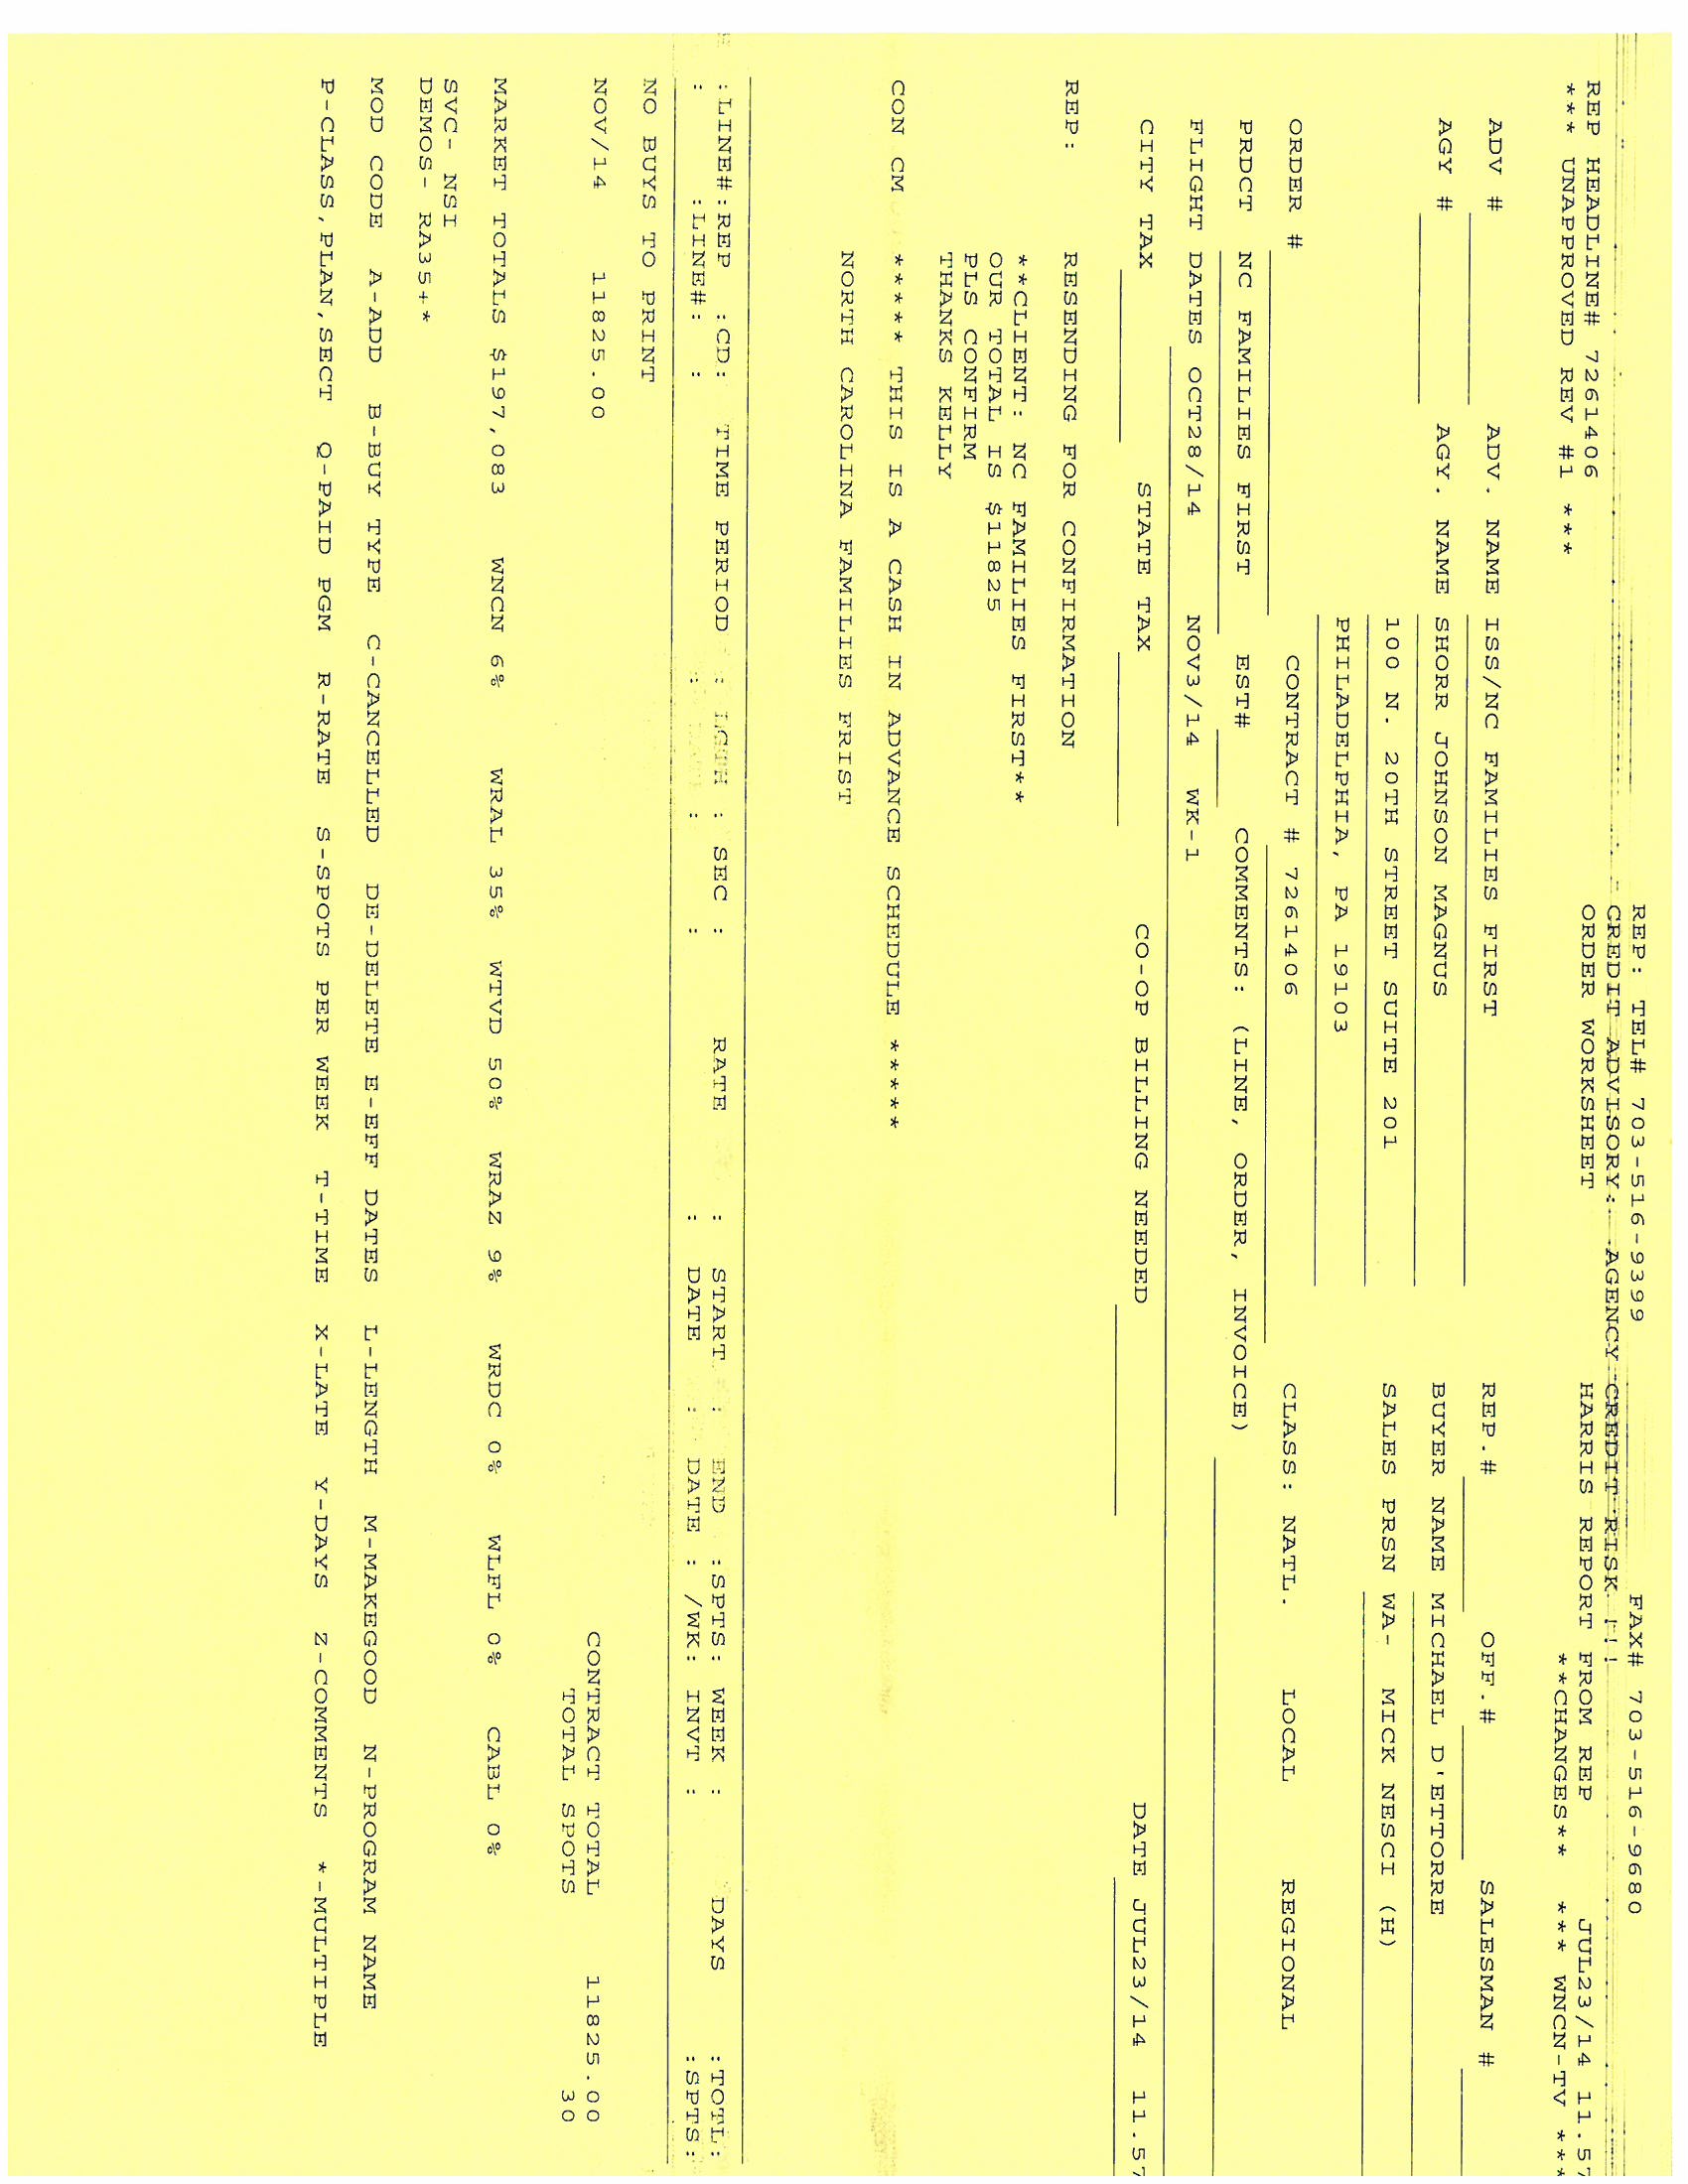 REP: TEL# 703-516-9399 FAX# 703-516-9680
CREDIT ADVISORY: AGENCY CREDIT RISK !!!
REP HEADLINE# 7261406 ORDER WORKSHEET HARRIS REPORT FROM REP JUL23/14 11.57
*** UNAPPROVED REV #1 *** **CHANGES** *** WNCN-TV ***
ADV # ADV. NAME ISS/NC FAMILIES FIRST REP.# OFF.# SALESMAN #
AGY # AGY. NAME SHORR JOHNSON MAGNUS BUYER NAME MICHAEL D'ETTORRE
100 N. 20TH STREET SUITE 201 SALES PRSN WA- MICK NESCI (H)
PHILADELPHIA, PA 19103
ORDER # CONTRACT # 7261406 CLASS: NATL. LOCAL REGIONAL
PRDCT NC FAMILIES FIRST EST# COMMENTS: (LINE, ORDER, INVOICE)
FLIGHT DATES OCT28/14 NOV3/14 WK-1
CITY TAX STATE TAX CO-OP BILLING NEEDED DATE JUL23/14 11.57
REP: RESENDING FOR CONFIRMATION
**CLIENT: NC FAMILIES FIRST**
OUR TOTAL IS $11825
PLS CONFIRM
THANKS KELLY
CON CM ***** THIS IS A CASH IN ADVANCE SCHEDULE *****
NORTH CAROLINA FAMILIES FRIST
:LINE#:REP :CD: TIME PERIOD : LGTH : SEC : RATE : START : END :SPTS: WEEK : DAYS :TOTL:
: :LINE#: : : : : : DATE : DATE : /WK: INVT : :SPTS:
NO BUYS TO PRINT
NOV/14 11825.00 CONTRACT TOTAL 11825.00
TOTAL SPOTS 30
MARKET TOTALS $197,083 WNCN 6% WRAL 35% WTVD 50% WRAZ 9% WRDC 0% WLFL 0% CABL 0%
SVC- NSI
DEMOS- RA35+*
MOD CODE A-ADD B-BUY TYPE C-CANCELLED DE-DELETE E-EFF DATES L-LENGTH M-MAKEGOOD N-PROGRAM NAME
P-CLASS,PLAN,SECT Q-PAID PGM R-RATE S-SPOTS PER WEEK T-TIME X-LATE Y-DAYS Z-COMMENTS *-MULTIPLE